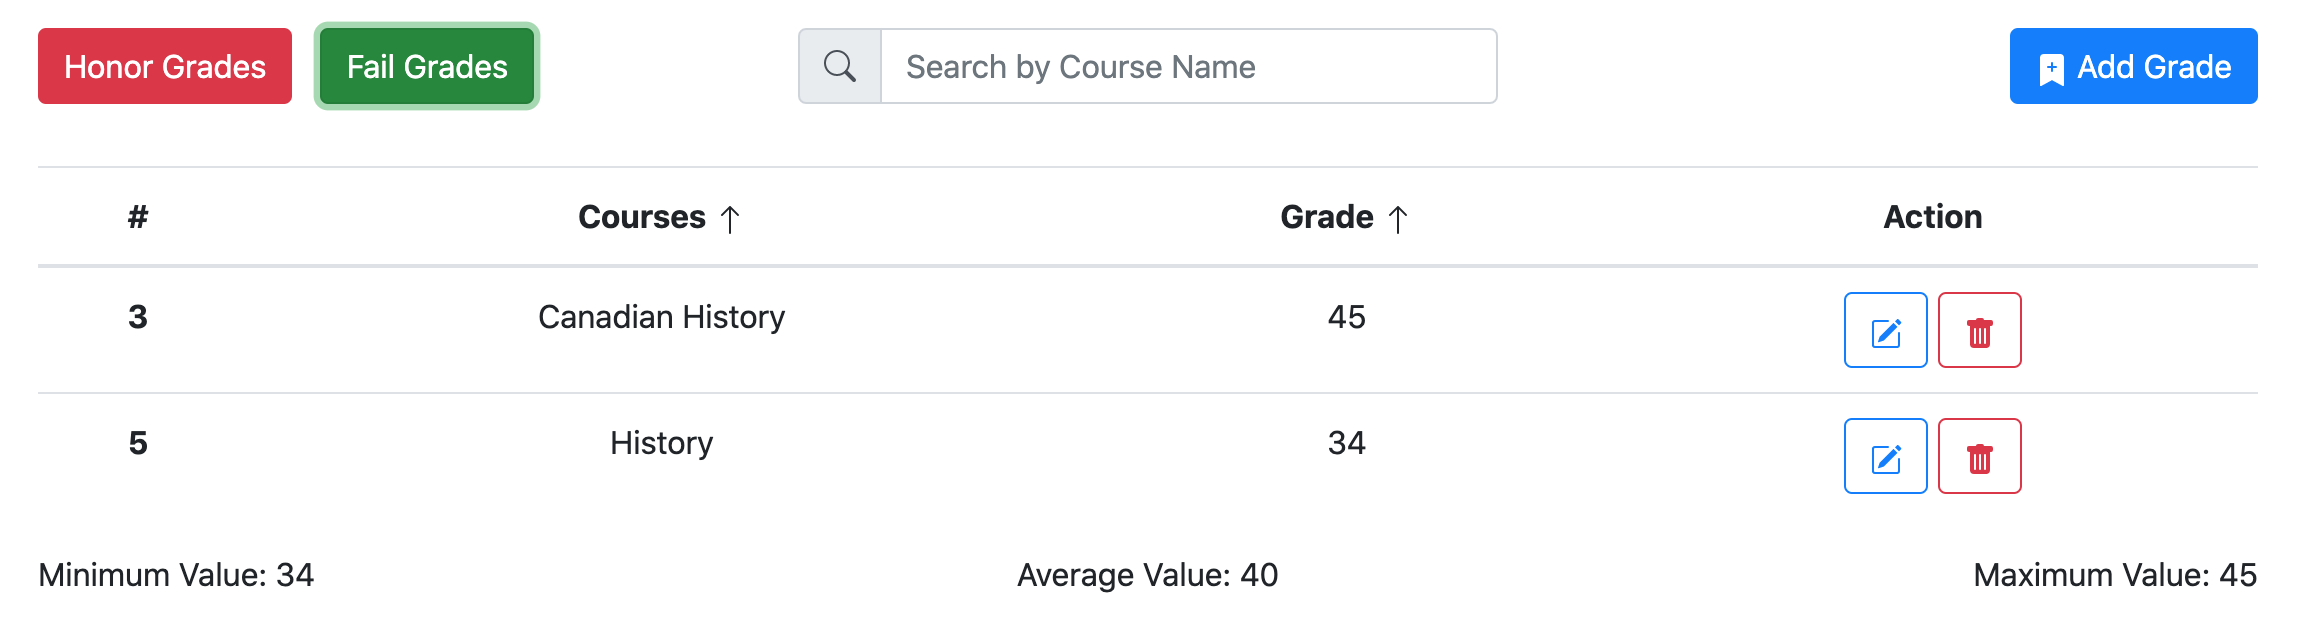 Honor Grades Fail Grades Search by Course Name Add Grade
# Courses Grade Action
3 Canadian History 45
5 History 34
Minimum Value: 34 Average Value: 40 Maximum Value: 45